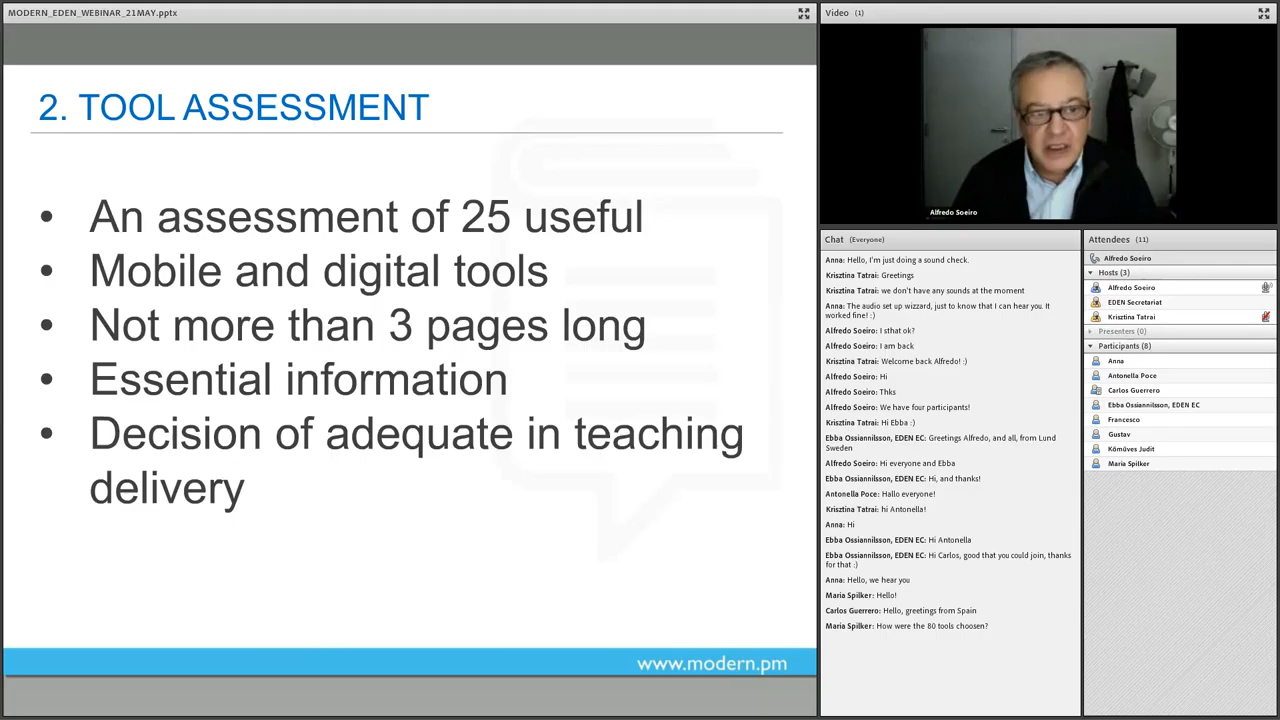 MODERN_EDEN_WEBINAR_21MAY.pptx
2. TOOL ASSESSMENT
• An assessment of 25 useful
• Mobile and digital tools
• Not more than 3 pages long
• Essential information
• Decision of adequate in teaching
delivery
www.modern.pm
Video (1)
Alfredo Soeiro
Chat (Everyone)
Anna: Hello, I'm just doing a sound check.
Krisztina Tatrai: Greetings
Krisztina Tatrai: we don't have any sounds at the moment
Anna: The audio set up wizzard, just to know that I can hear you. It
worked fine! :)
Alfredo Soeiro: I sthat ok?
Alfredo Soeiro: I am back
Krisztina Tatrai: Welcome back Alfredo! :)
Alfredo Soeiro: Hi
Alfredo Soeiro: Thks
Alfredo Soeiro: We have four participants!
Krisztina Tatrai: Hi Ebba :)
Ebba Ossiannilsson, EDEN EC: Greetings Alfredo, and all, from Lund
Sweden
Alfredo Soeiro: Hi everyone and Ebba
Ebba Ossiannilsson, EDEN EC: Hi, and thanks!
Antonella Poce: Hallo everyone!
Krisztina Tatrai: hi Antonella!
Anna: Hi
Ebba Ossiannilsson, EDEN EC: Hi Antonella
Ebba Ossiannilsson, EDEN EC: Hi Carlos, good that you could join, thanks
for that :)
Anna: Hello, we hear you
Maria Spilker: Hello!
Carlos Guerrero: Hello, greetings from Spain
Maria Spilker: How were the 80 tools choosen?
Attendees (11)
Alfredo Soeiro
Hosts (3)
Alfredo Soeiro
EDEN Secretariat
Krisztina Tatrai
Presenters (0)
Participants (8)
Anna
Antonella Poce
Carlos Guerrero
Ebba Ossiannilsson, EDEN EC
Francesco
Gustav
Kömüves Judit
Maria Spilker